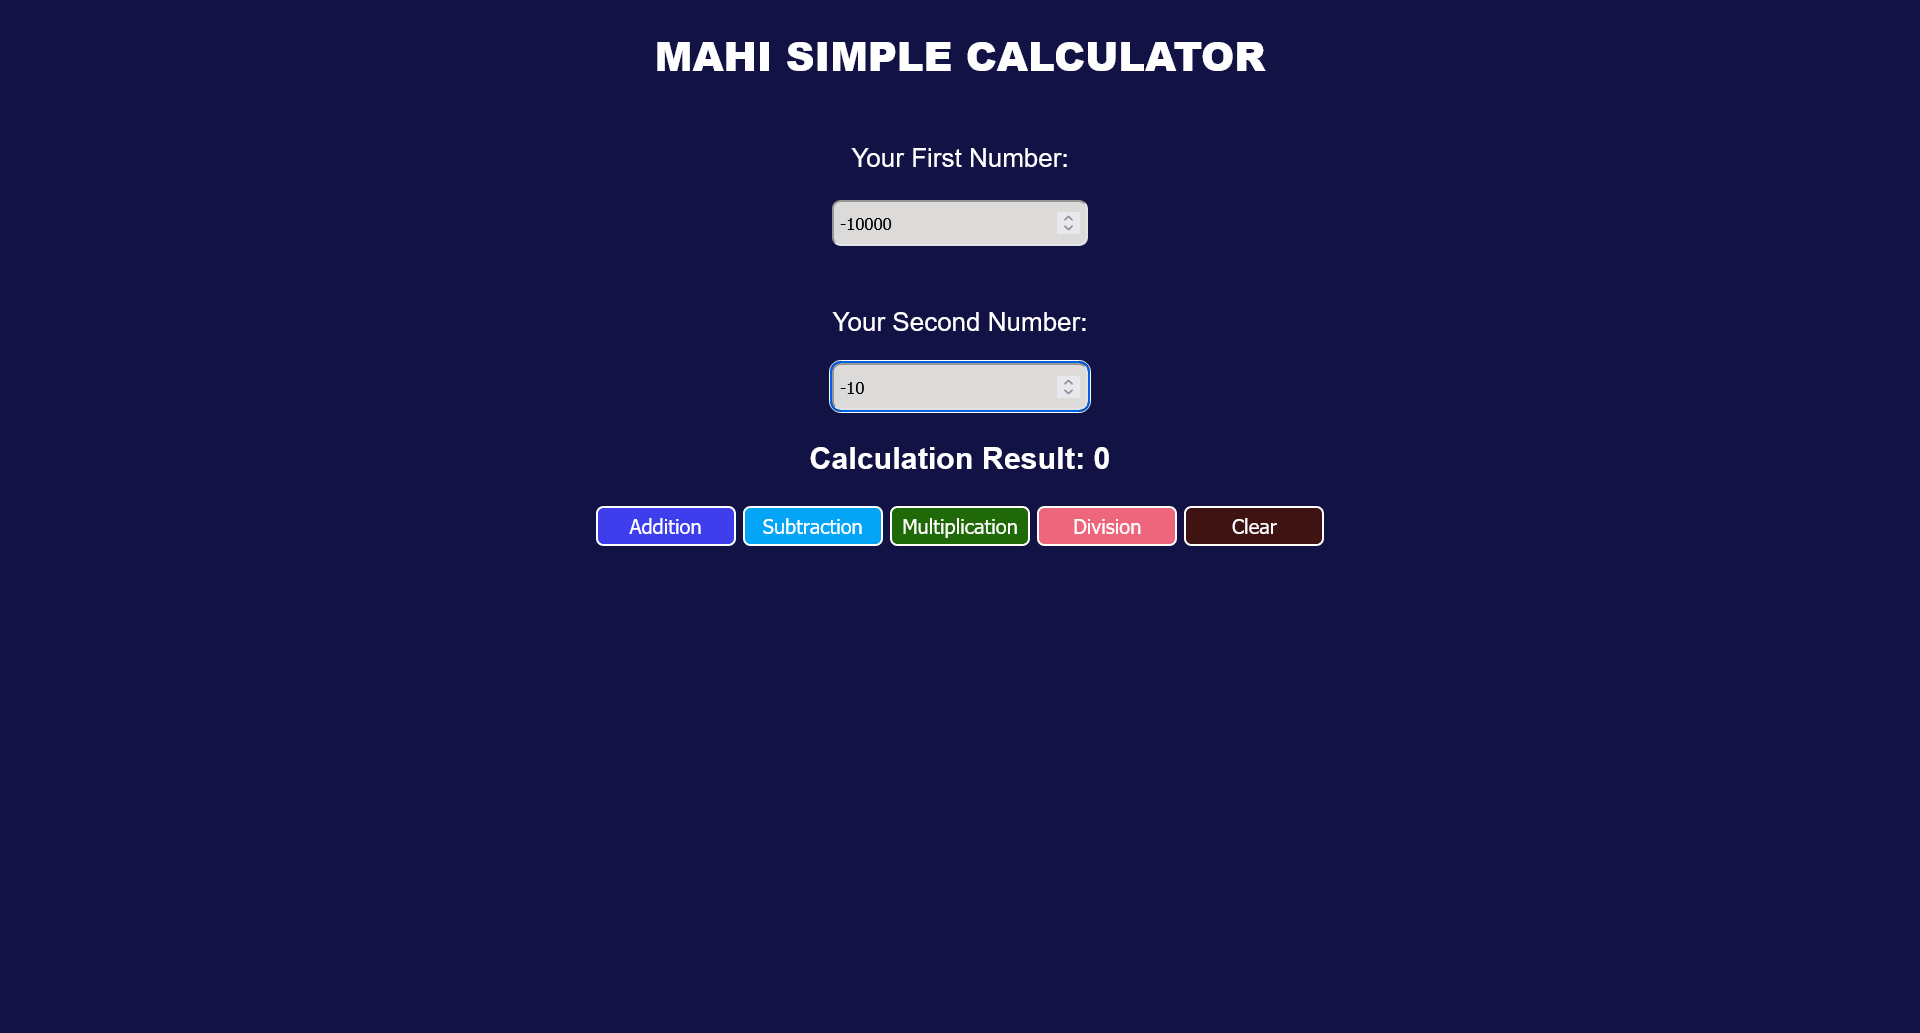 MAHI SIMPLE CALCULATOR
Your First Number:
-10000
Your Second Number:
-10
Calculation Result: 0
Addition Subtraction Multiplication Division Clear